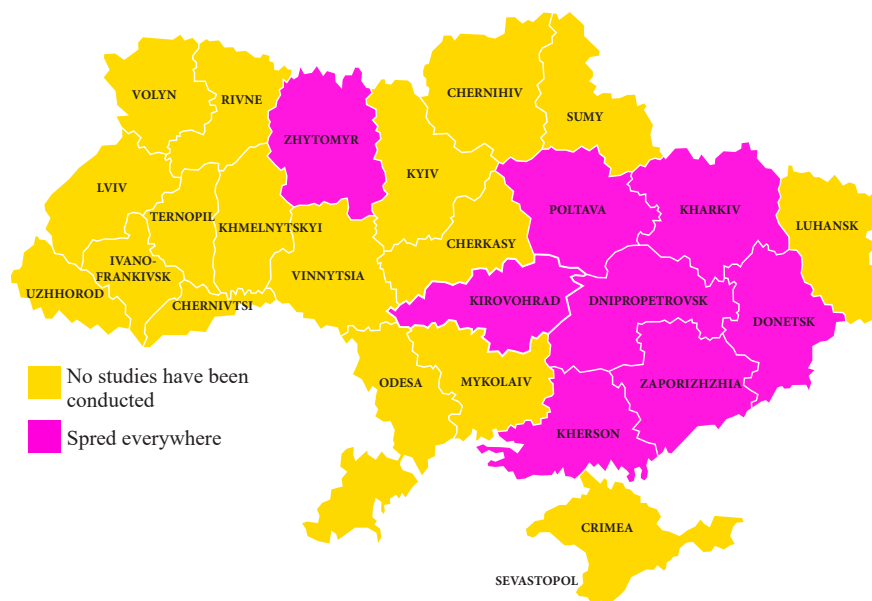 VOLYN
RIVNE
ZHYTOMYR
CHERNIHIV
SUMY
KYIV
LVIV
TERNOPIL
KHMELNYTSKYI
POLTAVA
KHARKIV
LUHANSK
CHERKASY
IVANO-
FRANKIVSK
VINNYTSIA
UZHHOROD
CHERNIVTSI
KIROVOHRAD
DNIPROPETROVSK
DONETSK
ODESA
MYKOLAIV
ZAPORIZHZHIA
KHERSON
No studies have been
conducted
Spred everywhere
CRIMEA
SEVASTOPOL